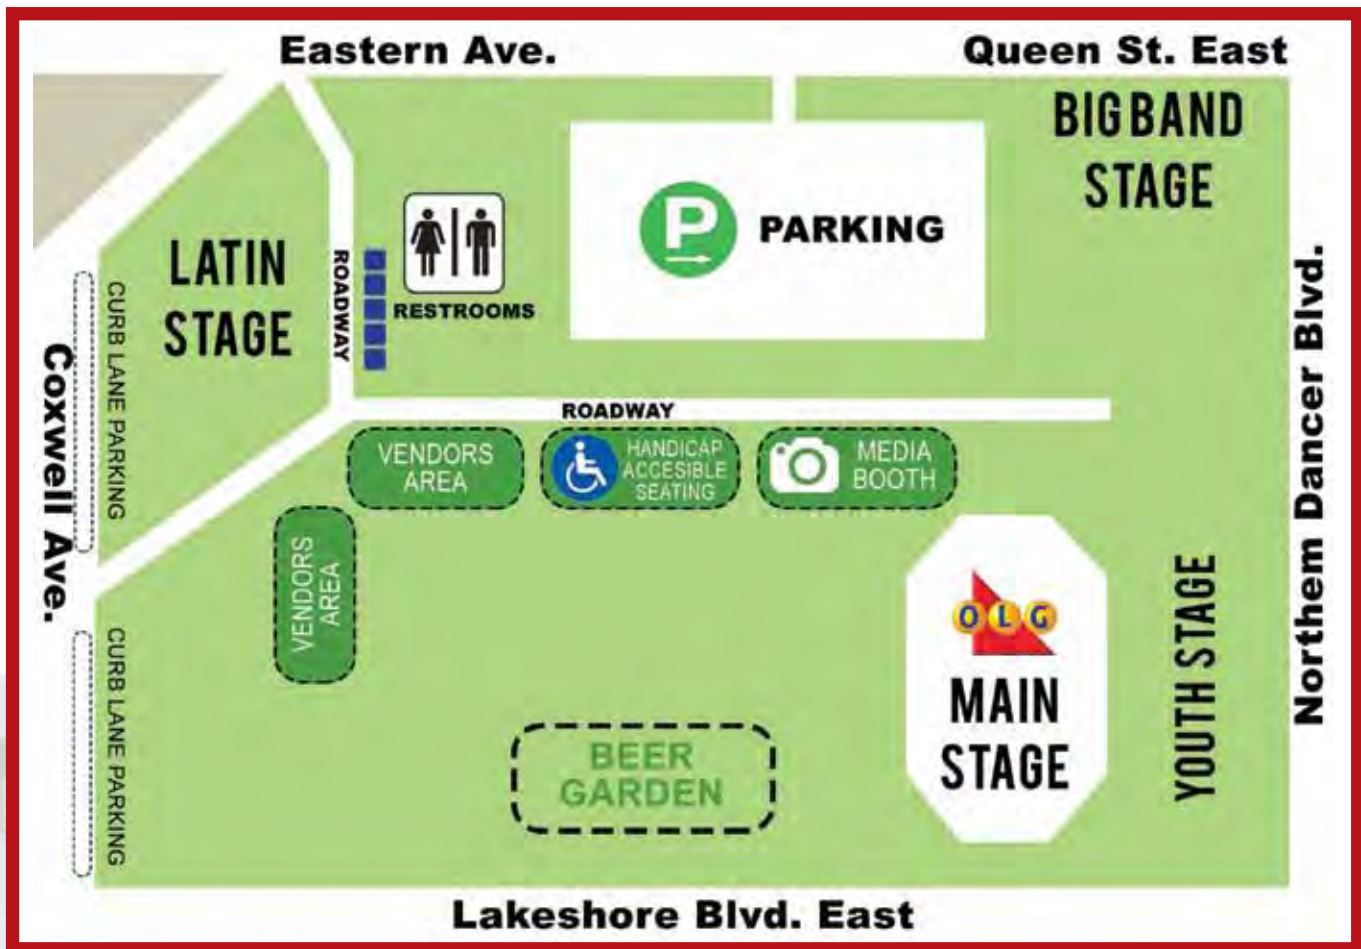 Eastern Ave.
Queen St. East
BIG BAND
STAGE
P
PARKING
LATIN
STAGE
ROADWAY
RESTROOMS
CURB LANE PARKING
Coxwell Ave.
Northern Dancer Blvd.
ROADWAY
VENDORS
AREA
HANDICAP
ACCESIBLE
SEATING
MEDIA
BOOTH
VENDORS
AREA
OLG
MAIN
STAGE
YOUTH STAGE
CURB LANE PARKING
BEER
GARDEN
Lakeshore Blvd. East